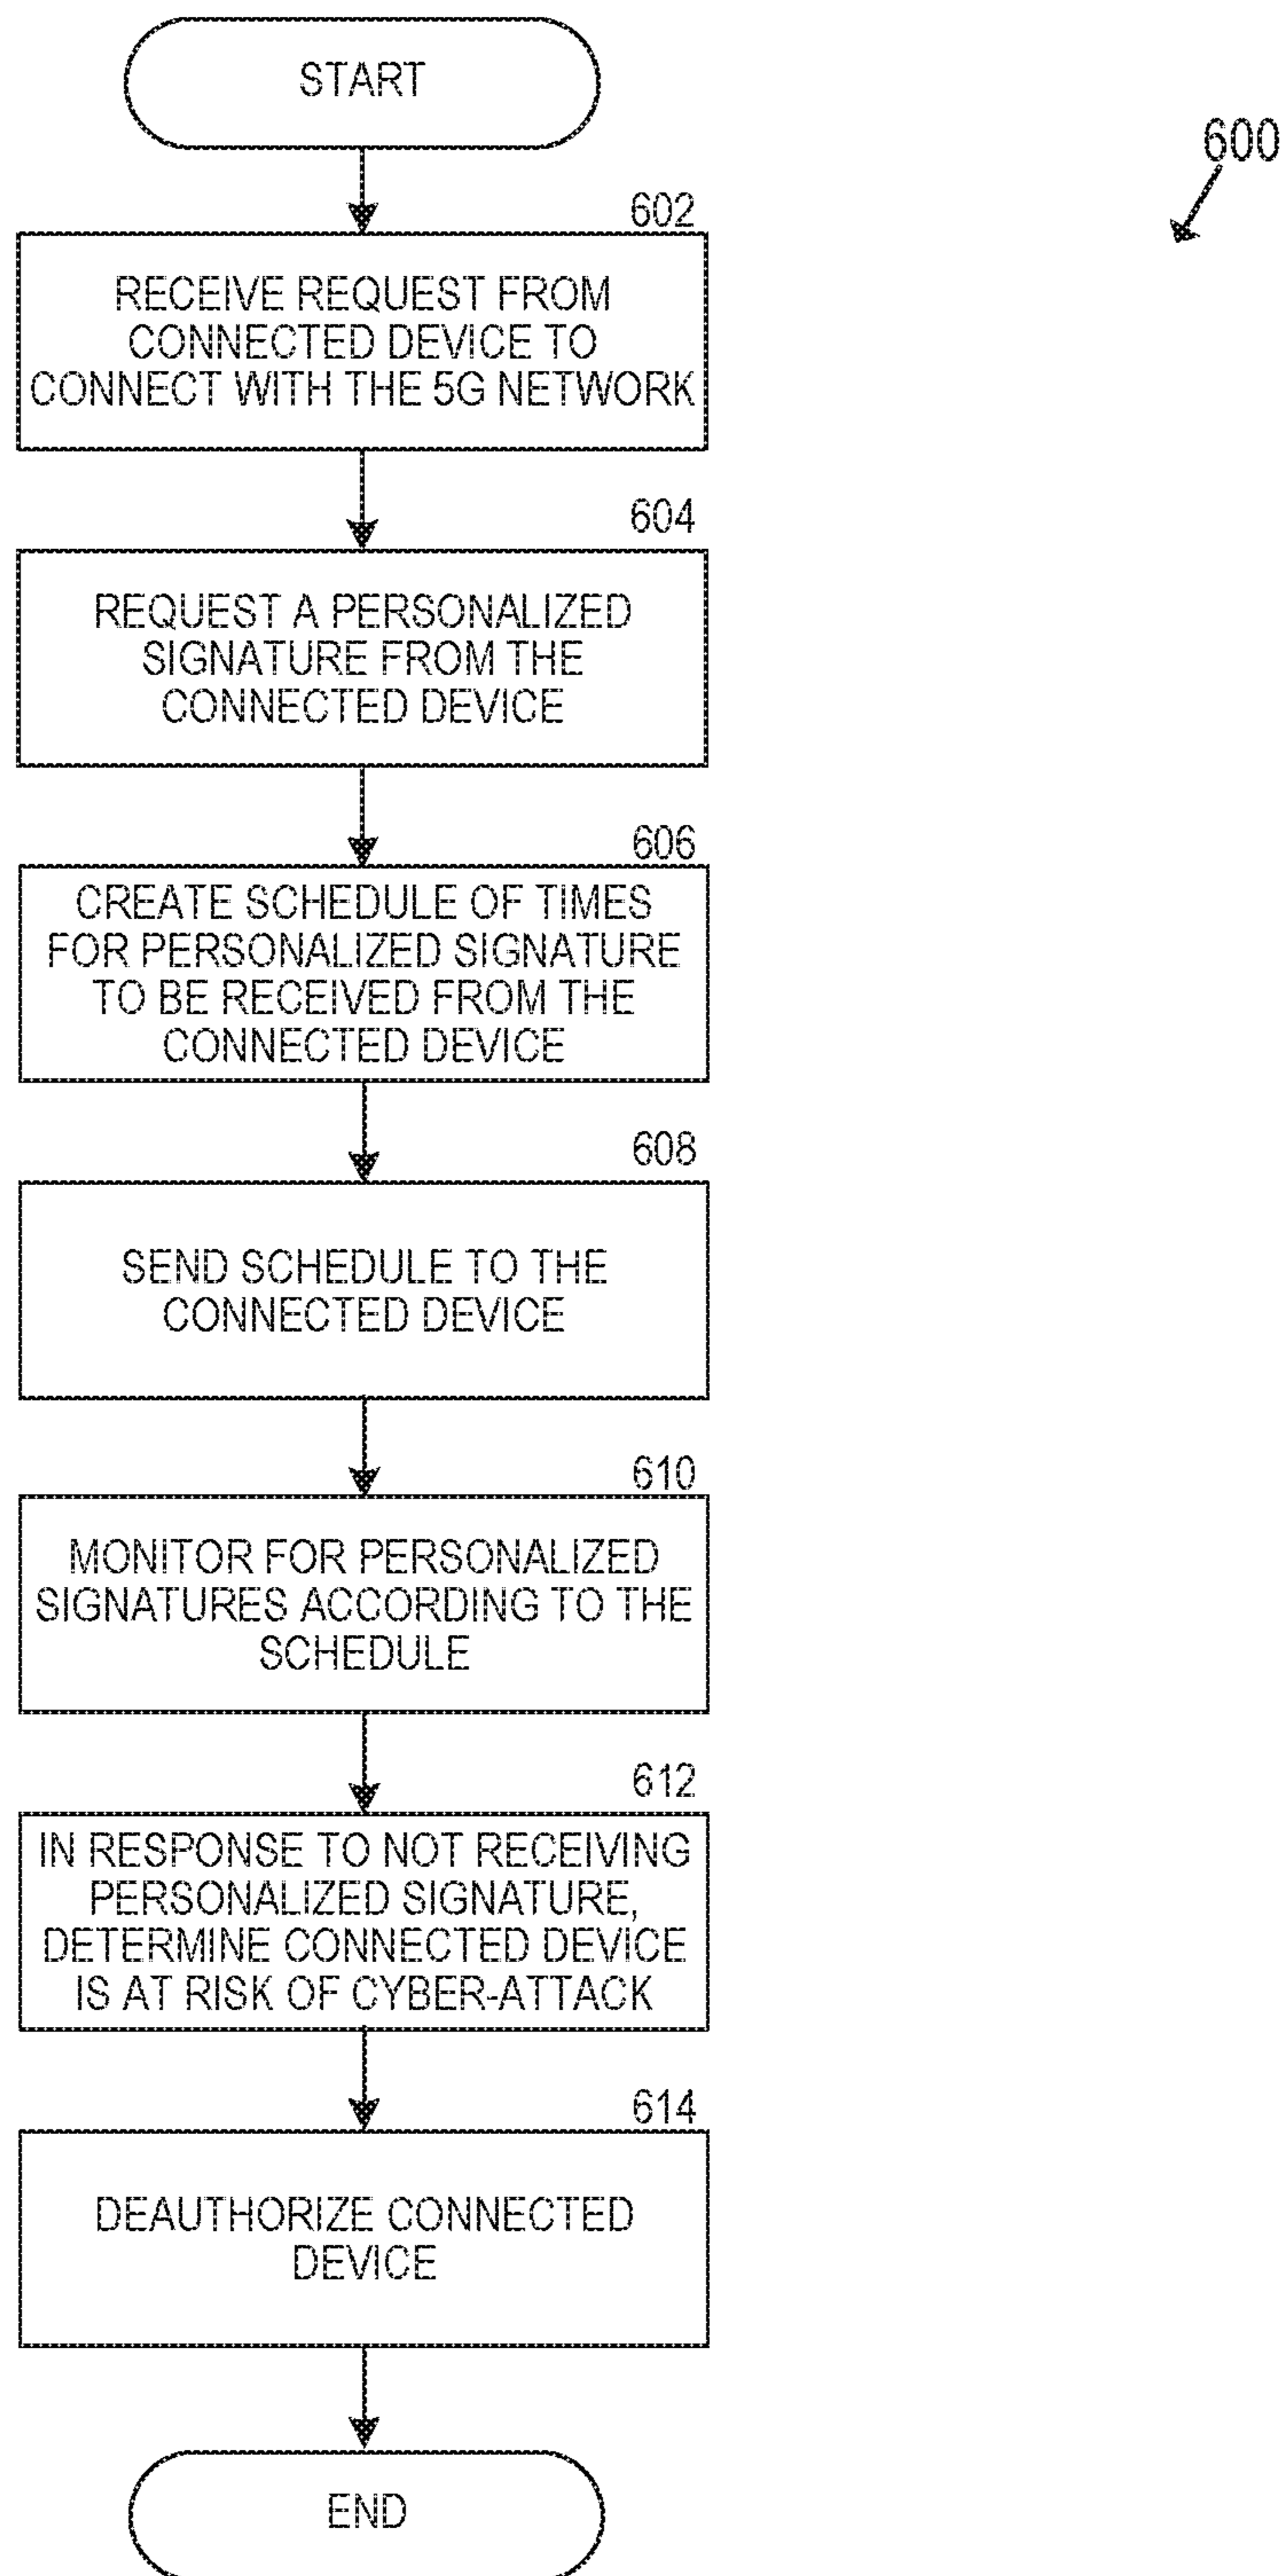 START
600
602
RECEIVE REQUEST FROM
CONNECTED DEVICE TO
CONNECT WITH THE 5G NETWORK
604
REQUEST A PERSONALIZED
SIGNATURE FROM THE
CONNECTED DEVICE
606
CREATE SCHEDULE OF TIMES
FOR PERSONALIZED SIGNATURE
TO BE RECEIVED FROM THE
CONNECTED DEVICE
608
SEND SCHEDULE TO THE
CONNECTED DEVICE
610
MONITOR FOR PERSONALIZED
SIGNATURES ACCORDING TO THE
SCHEDULE
612
IN RESPONSE TO NOT RECEIVING
PERSONALIZED SIGNATURE,
DETERMINE CONNECTED DEVICE
IS AT RISK OF CYBER-ATTACK
614
DEAUTHORIZE CONNECTED
DEVICE
END